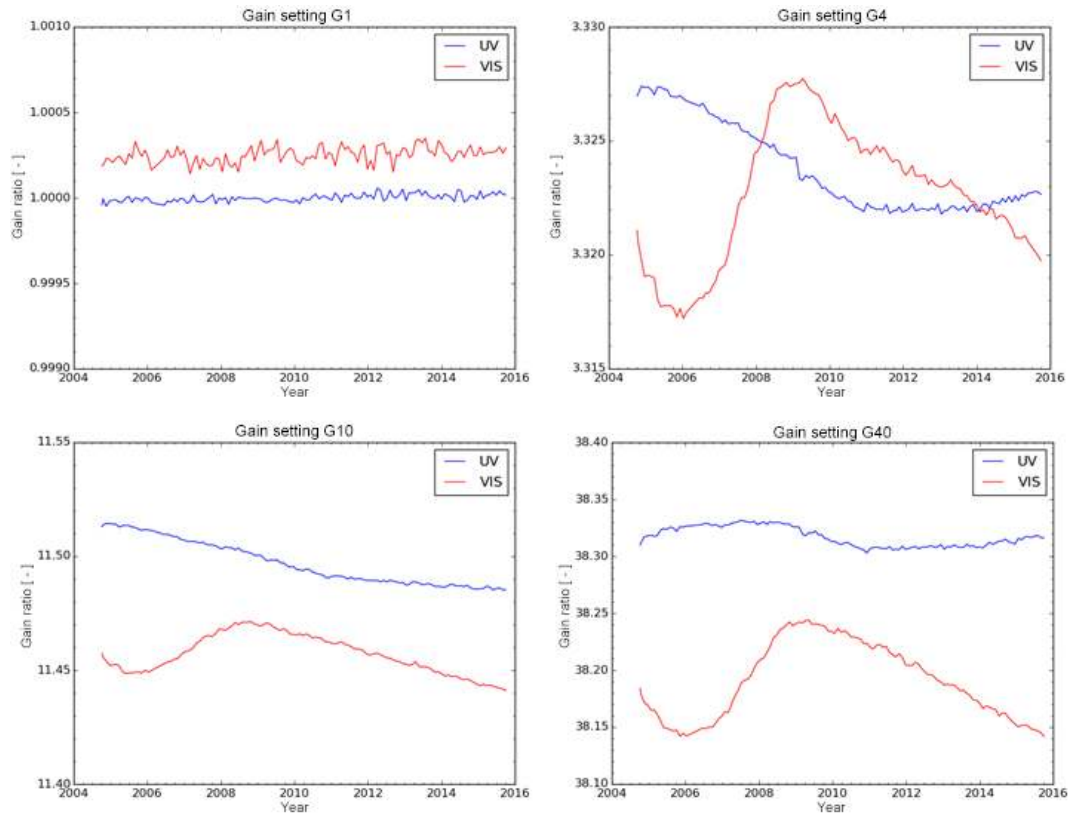 Gain setting G1
1.0010
1.0005
1.0000
0.9995
0.9990
Gain ratio [ - ]
UV
VIS
2004 2006 2008 2010 2012 2014 2016
Year
Gain setting G4
3.330
3.325
3.320
3.315
Gain ratio [ - ]
UV
VIS
2004 2006 2008 2010 2012 2014 2016
Year
Gain setting G10
11.55
11.50
11.45
11.40
Gain ratio [ - ]
UV
VIS
2004 2006 2008 2010 2012 2014 2016
Year
Gain setting G40
38.40
38.35
38.30
38.25
38.20
38.15
38.10
Gain ratio [ - ]
UV
VIS
2004 2006 2008 2010 2012 2014 2016
Year